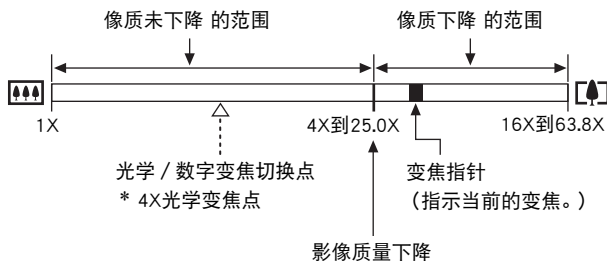 像质未下降 的范围
像质下降 的范围
1X
4X到25.0X
16X到63.8X
光学 / 数字变焦切换点
* 4X光学变焦点
变焦指针
（指示当前的变焦。）
影像质量下降